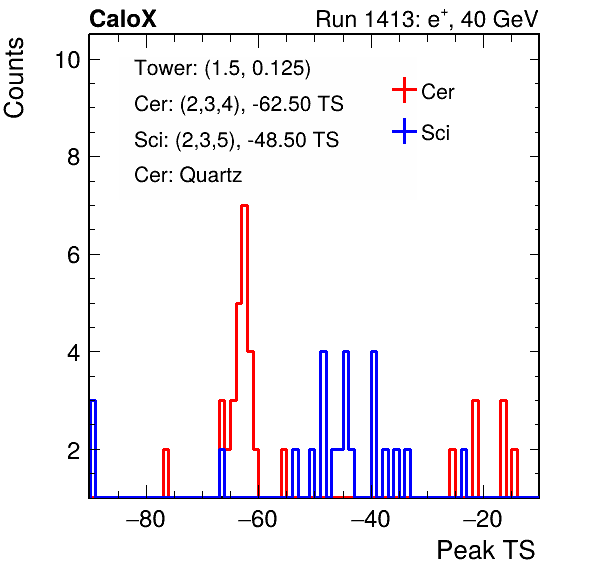 CaloX Run 1413: e⁺, 40 GeV
Counts
Tower: (1.5, 0.125)
Cer: (2,3,4), -62.50 TS
Sci: (2,3,5), -48.50 TS
Cer: Quartz
Cer
Sci
10
8
6
4
2
−80 −60 −40 −20
Peak TS